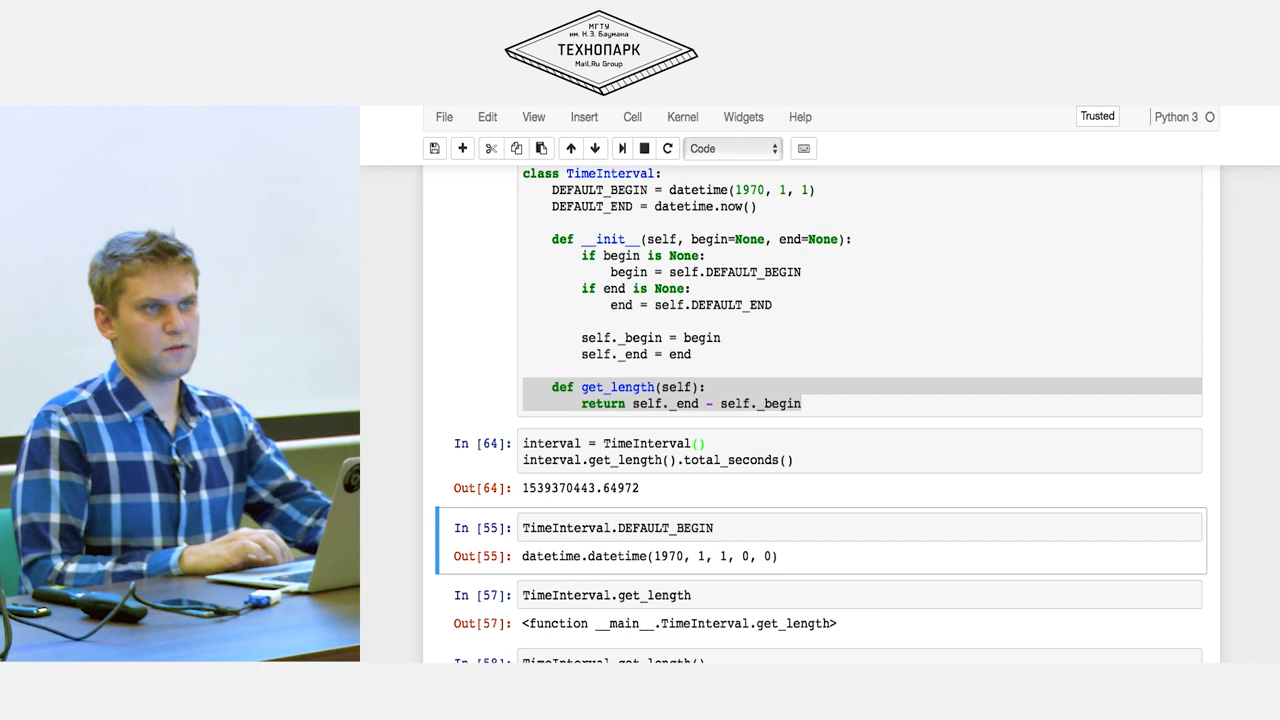 МГТУ
им. Н.Э. Баумана
ТЕХНОПАРК
Mail.Ru Group
File Edit View Insert Cell Kernel Widgets Help Trusted Python 3
Code
class TimeInterval:
    DEFAULT_BEGIN = datetime(1970, 1, 1)
    DEFAULT_END = datetime.now()
    def __init__(self, begin=None, end=None):
        if begin is None:
            begin = self.DEFAULT_BEGIN
        if end is None:
            end = self.DEFAULT_END
        self._begin = begin
        self._end = end
    def get_length(self):
        return self._end - self._begin
In [64]: interval = TimeInterval()
interval.get_length().total_seconds()
Out[64]: 1539370443.64972
In [55]: TimeInterval.DEFAULT_BEGIN
Out[55]: datetime.datetime(1970, 1, 1, 0, 0)
In [57]: TimeInterval.get_length
Out[57]: <function __main__.TimeInterval.get_length>
In [58]: TimeInterval.get_length()